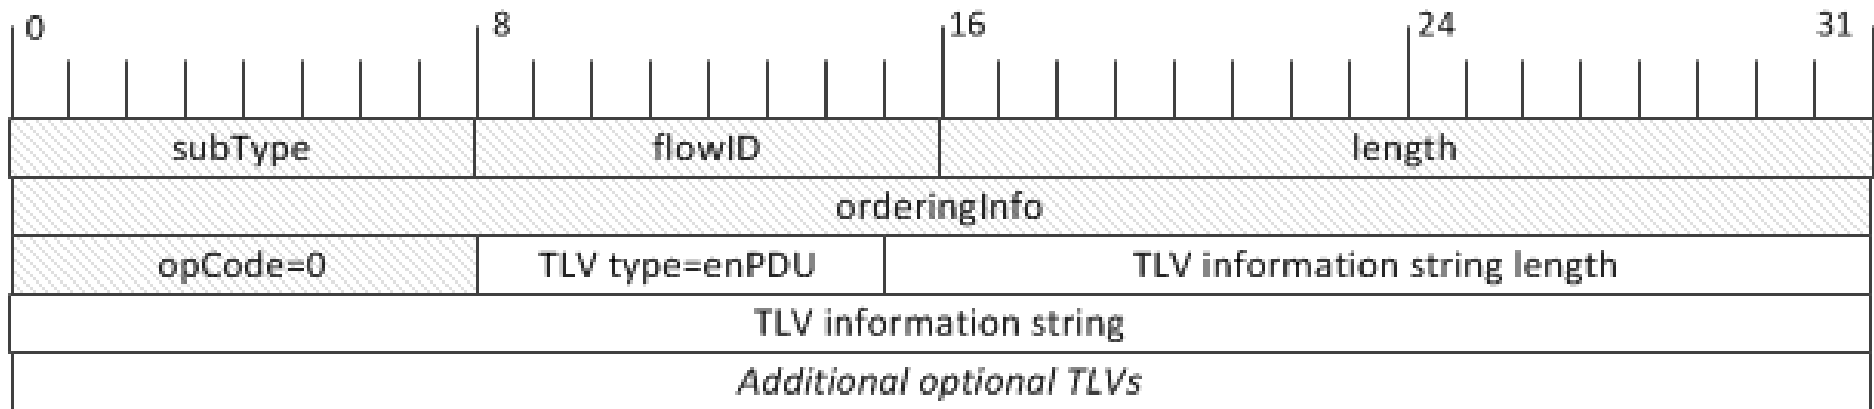 0 8 16 24 31
subType flowID length
orderingInfo
opCode=0 TLV type=enPDU TLV information string length
TLV information string
Additional optional TLVs